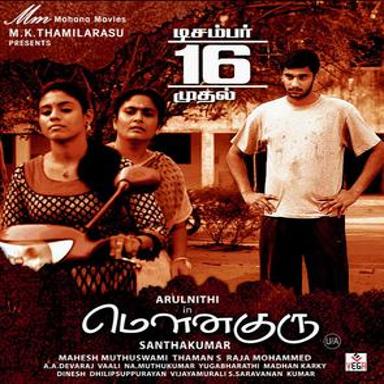 Mm Mohana Movies
M.K.THAMILARASU
PRESENTS
டிசம்பர்
16
முதல்
ARULNITHI
in
மௌனகுரு
U/A
SANTHAKUMAR
MAHESH MUTHUSWAMI THAMAN S RAJA MOHAMMED
A.A.DEVARAJ VAALI NA.MUTHUKUMAR YUGABHARATHI MADHAN KARKY
DINESH DHILIPSUPPURAYAN VIJAYAMURALI S.SARAVANAN KUMAR
VEGA